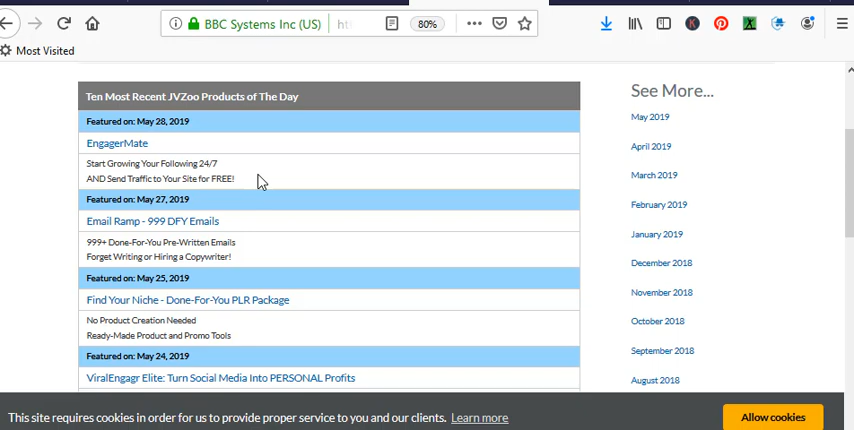 BBC Systems Inc (US)
80%
Most Visited
Ten Most Recent JVZoo Products of The Day
Featured on: May 28, 2019
EngagerMate
Start Growing Your Following 24/7
AND Send Traffic to Your Site for FREE!
Featured on: May 27, 2019
Email Ramp - 999 DFY Emails
999+ Done-For-You Pre-Written Emails
Forget Writing or Hiring a Copywriter!
Featured on: May 25, 2019
Find Your Niche - Done-For-You PLR Package
No Product Creation Needed
Ready-Made Product and Promo Tools
Featured on: May 24, 2019
ViralEngagr Elite: Turn Social Media Into PERSONAL Profits
See More...
May 2019
April 2019
March 2019
February 2019
January 2019
December 2018
November 2018
October 2018
September 2018
August 2018
This site requires cookies in order for us to provide proper service to you and our clients. Learn more
Allow cookies